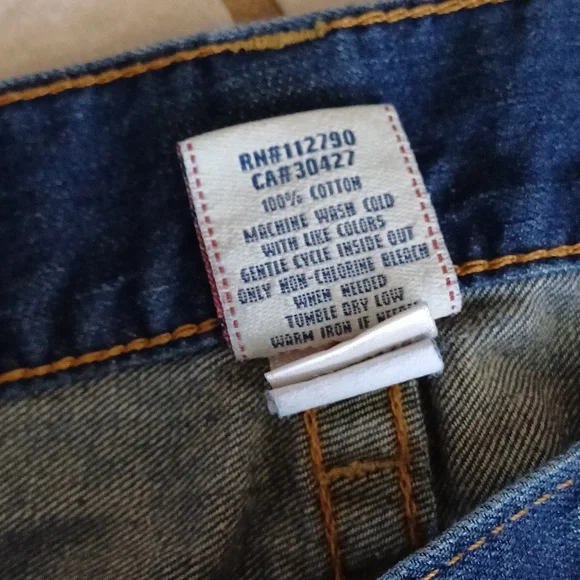 RN#112790
CA#30427
100% COTTON
MACHINE WASH COLD
WITH LIKE COLORS
GENTLE CYCLE INSIDE OUT
ONLY NON-CHLORINE BLEACH
WHEN NEEDED
TUMBLE DRY LOW
WARM IRON IF